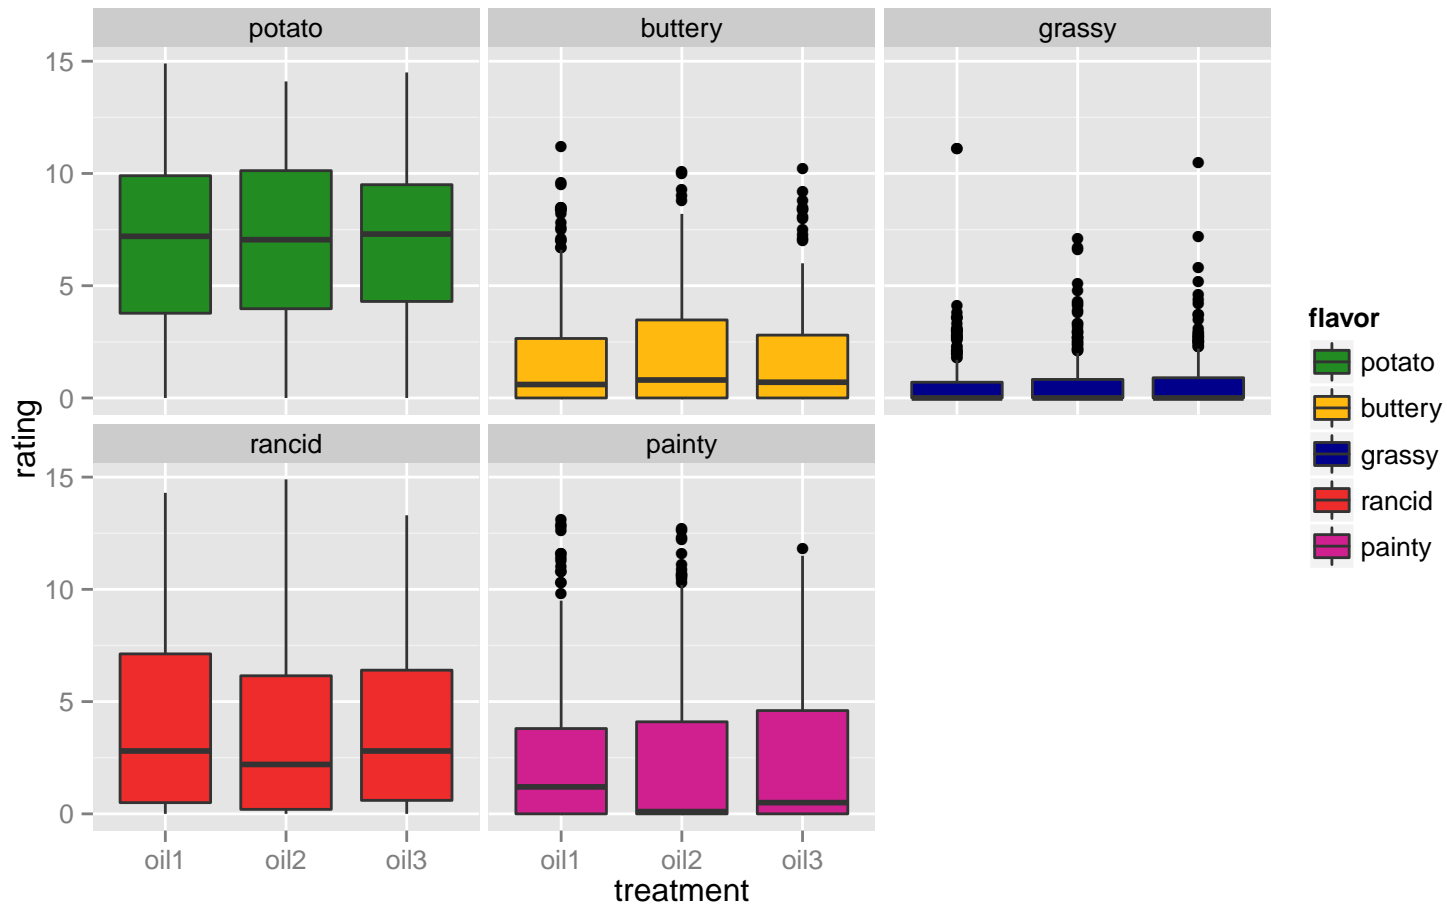 potato
buttery
grassy
15
10
5
0
rating
rancid
painty
15
10
5
0
oil1 oil2 oil3
oil1 oil2 oil3
treatment
flavor
potato
buttery
grassy
rancid
painty